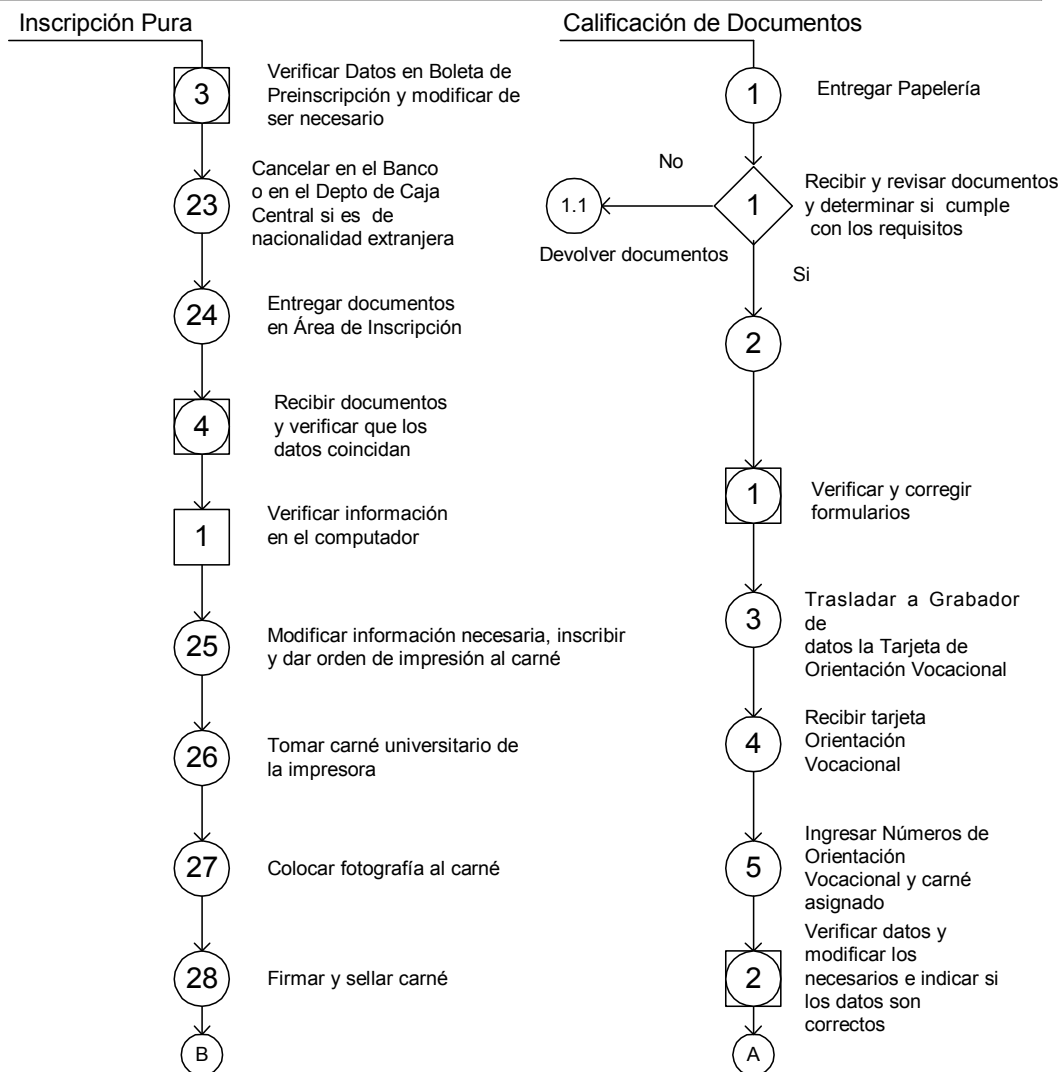 Inscripción Pura
3
Verificar Datos en Boleta de
Preinscripción y modificar de
ser necesario
23
Cancelar en el Banco
o en el Depto de Caja
Central si es de
nacionalidad extranjera
24
Entregar documentos
en Área de Inscripción
4
Recibir documentos
y verificar que los
datos coincidan
1
Verificar información
en el computador
25
Modificar información necesaria, inscribir
y dar orden de impresión al carné
26
Tomar carné universitario de
la impresora
27
Colocar fotografía al carné
28
Firmar y sellar carné
B
Calificación de Documentos
1
Entregar Papelería
No
1.1
Devolver documentos
1
Recibir y revisar documentos
y determinar si cumple
con los requisitos
Si
2
1
Verificar y corregir
formularios
3
Trasladar a Grabador
de
datos la Tarjeta de
Orientación Vocacional
4
Recibir tarjeta
Orientación
Vocacional
5
Ingresar Números de
Orientación
Vocacional y carné
asignado
2
Verificar datos y
modificar los
necesarios e indicar si
los datos son
correctos
A